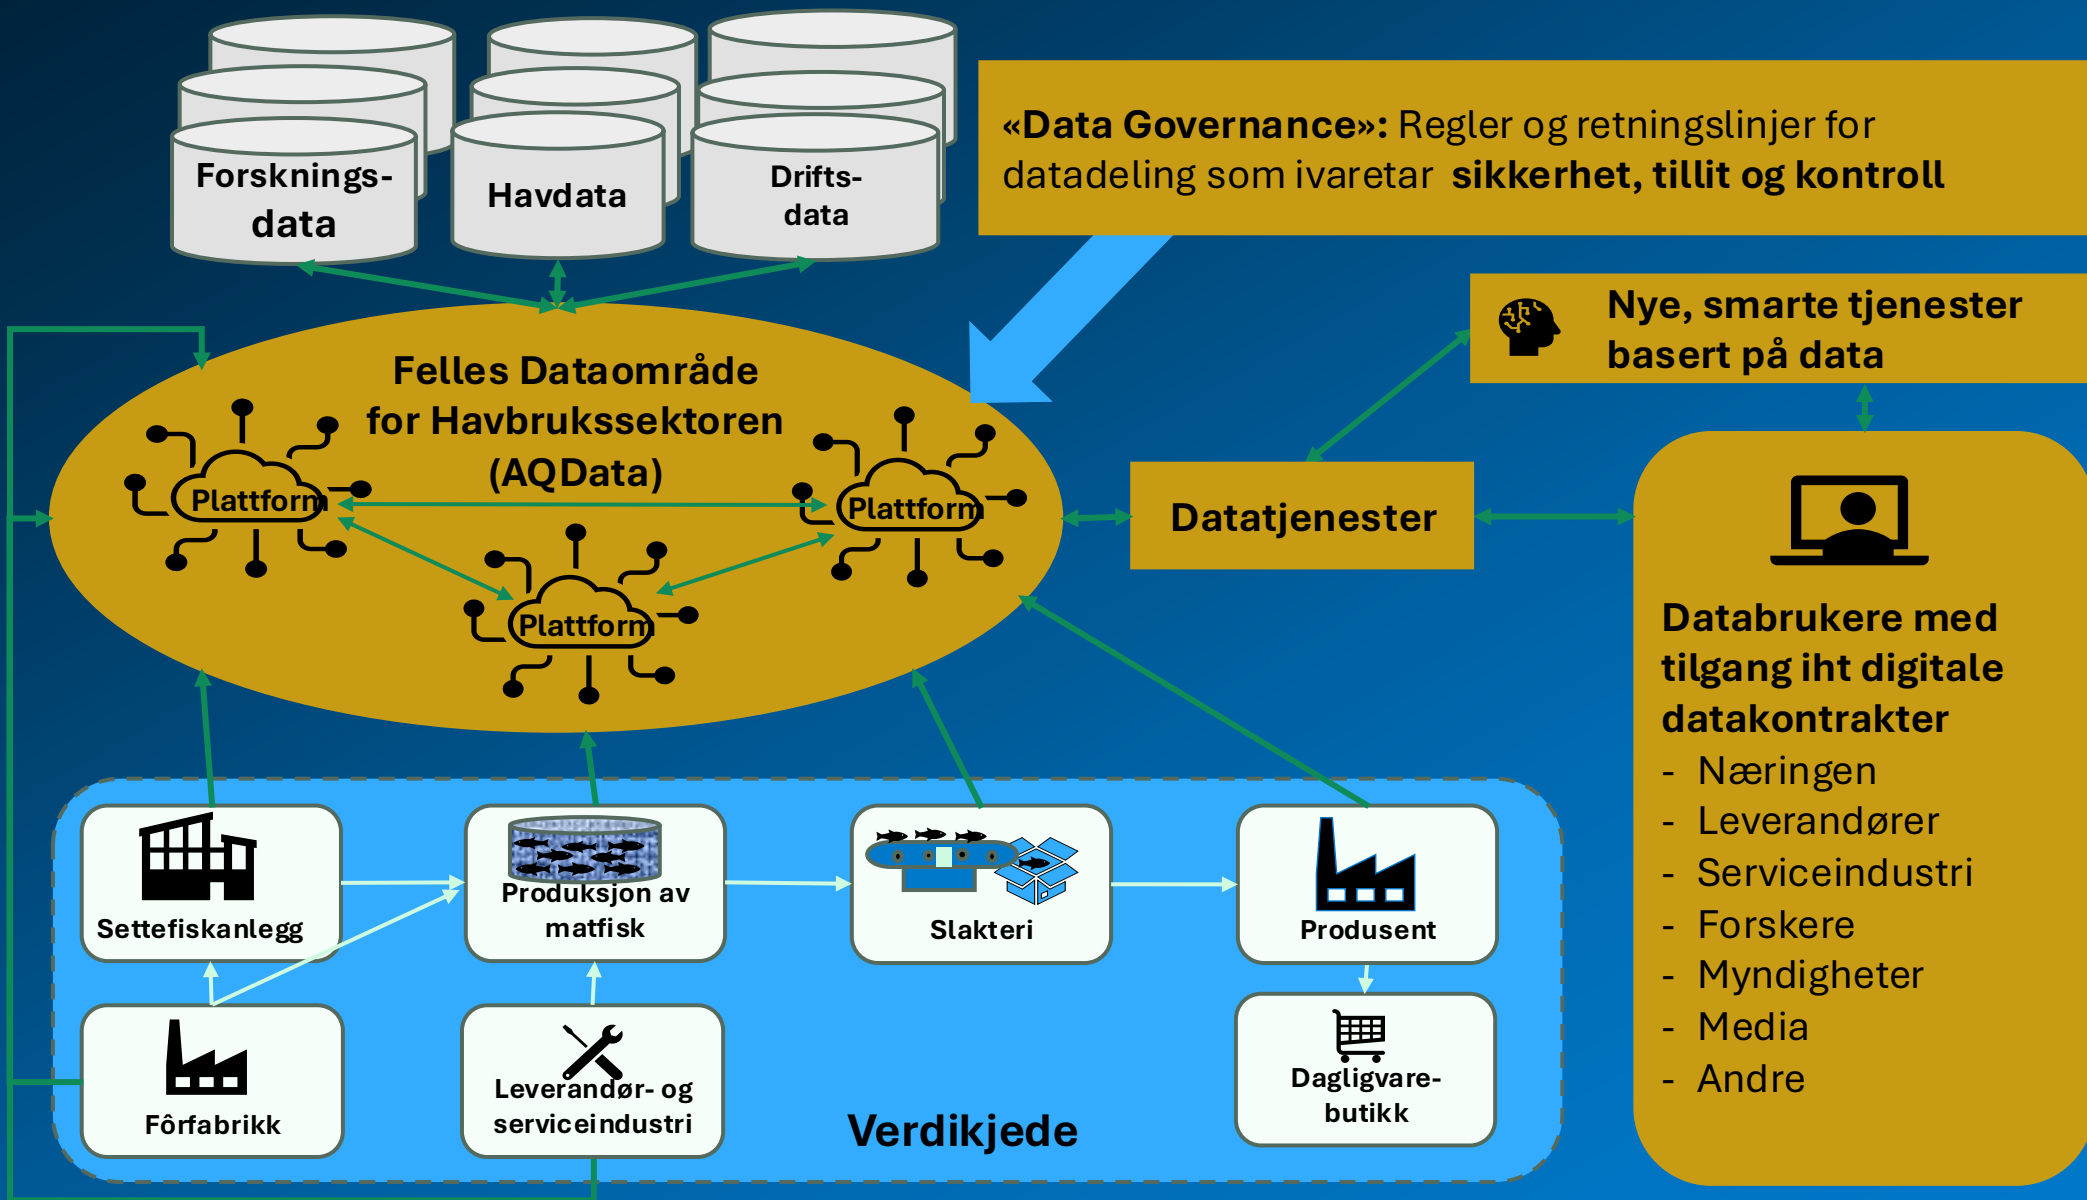 Forsknings-
data
Havdata
Drifts-
data
«Data Governance»: Regler og retningslinjer for
datadeling som ivaretar sikkerhet, tillit og kontroll
Nye, smarte tjenester
basert på data
Felles Dataområde
for Havbrukssektoren
(AQData)
Plattform
Plattform
Plattform
Datatjenester
Databrukere med
tilgang iht digitale
datakontrakter
- Næringen
- Leverandører
- Serviceindustri
- Forskere
- Myndigheter
- Media
- Andre
Settefiskanlegg
Produksjon av
matfisk
Slakteri
Produsent
Fôrfabrikk
Leverandør- og
serviceindustri
Dagligvare-
butikk
Verdikjede